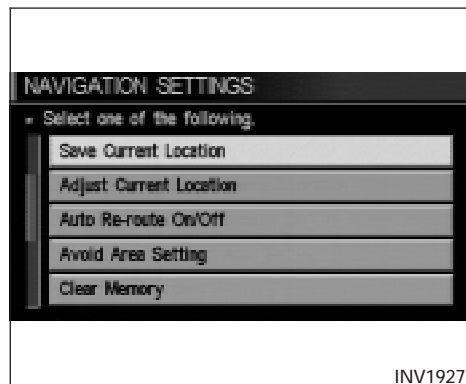 NAVIGATION SETTINGS
Select one of the following.
Save Current Location
Adjust Current Location
Auto Re-route On/Off
Avoid Area Setting
Clear Memory
INV1927